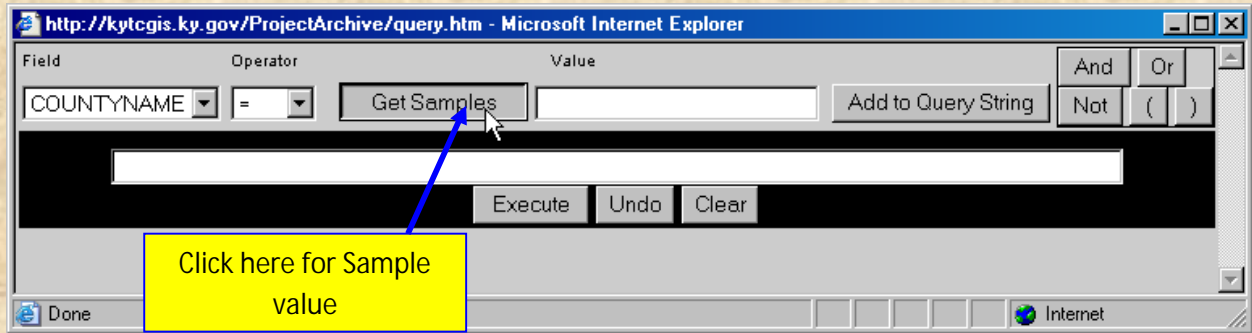 http://kytcgis.ky.gov/ProjectArchive/query.htm - Microsoft Internet Explorer
Field Operator Value
And Or
COUNTYNAME = Get Samples Add to Query String Not ( )
Execute Undo Clear
Click here for Sample
value
Done Internet